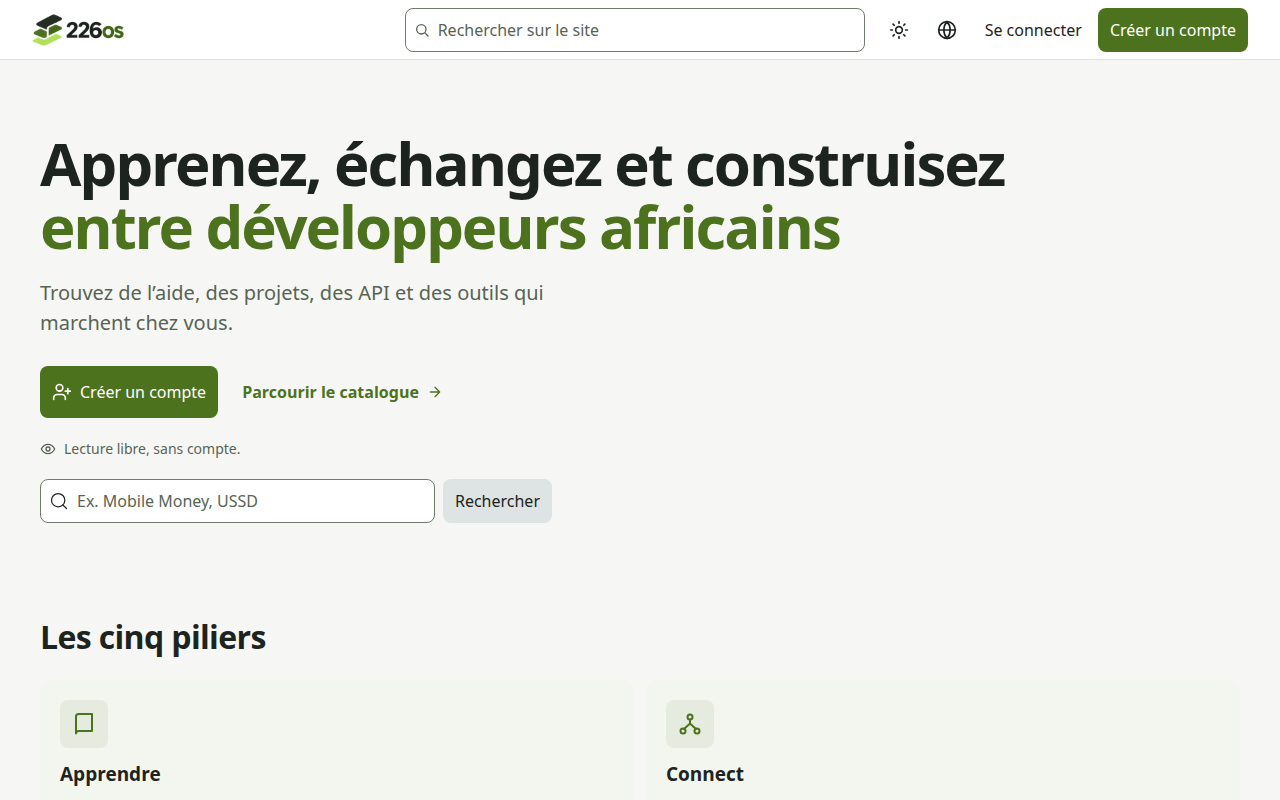 226os
Rechercher sur le site
Se connecter
Créer un compte
Apprenez, échangez et construisez
entre développeurs africains
Trouvez de l’aide, des projets, des API et des outils qui
marchent chez vous.
Créer un compte
Parcourir le catalogue
Lecture libre, sans compte.
Ex. Mobile Money, USSD
Rechercher
Les cinq piliers
Apprendre
Connect